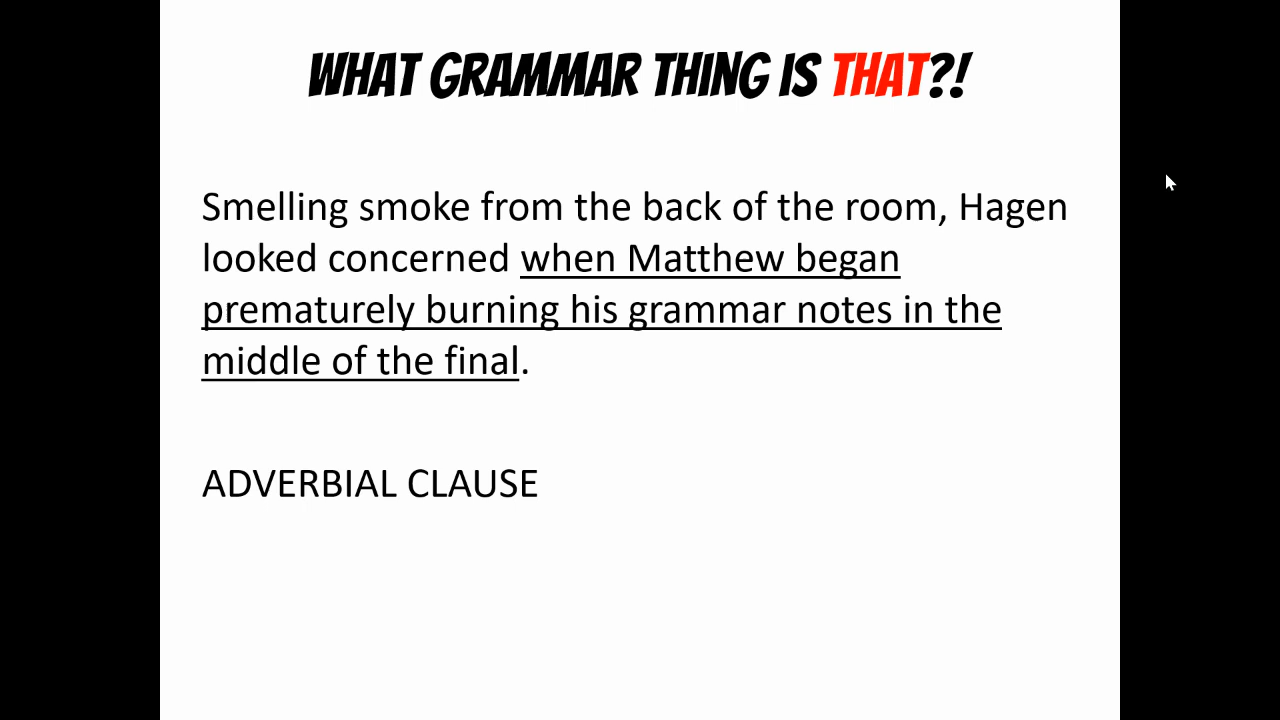 WHAT GRAMMAR THING IS THAT?!
Smelling smoke from the back of the room, Hagen
looked concerned when Matthew began
prematurely burning his grammar notes in the
middle of the final.
ADVERBIAL CLAUSE